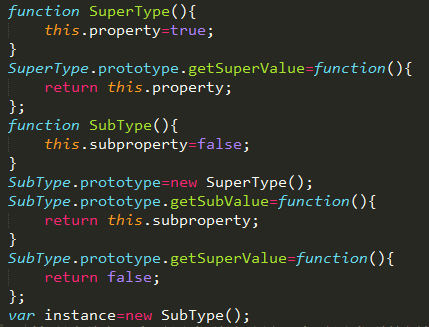 function SuperType(){
    this.property=true;
}
SuperType.prototype.getSuperValue=function(){
    return this.property;
};
function SubType(){
    this.subproperty=false;
}
SubType.prototype=new SuperType();
SubType.prototype.getSubValue=function(){
    return this.subproperty;
}
SubType.prototype.getSuperValue=function(){
    return false;
};
var instance=new SubType();